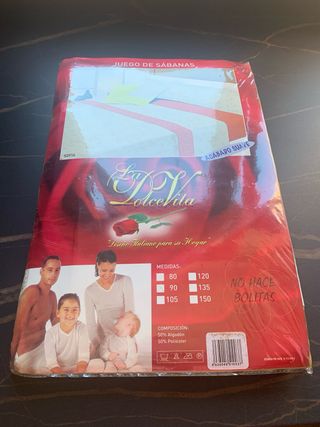 JUEGO DE SÁBANAS
ACABADO SUAVE
La
DolceVita
"Diseño Italiano para su Hogar"
MEDIDAS:
80 120
90 135
105 150
NO HACE
BOLITAS
COMPOSICIÓN:
50% Algodón
50% Poliéster